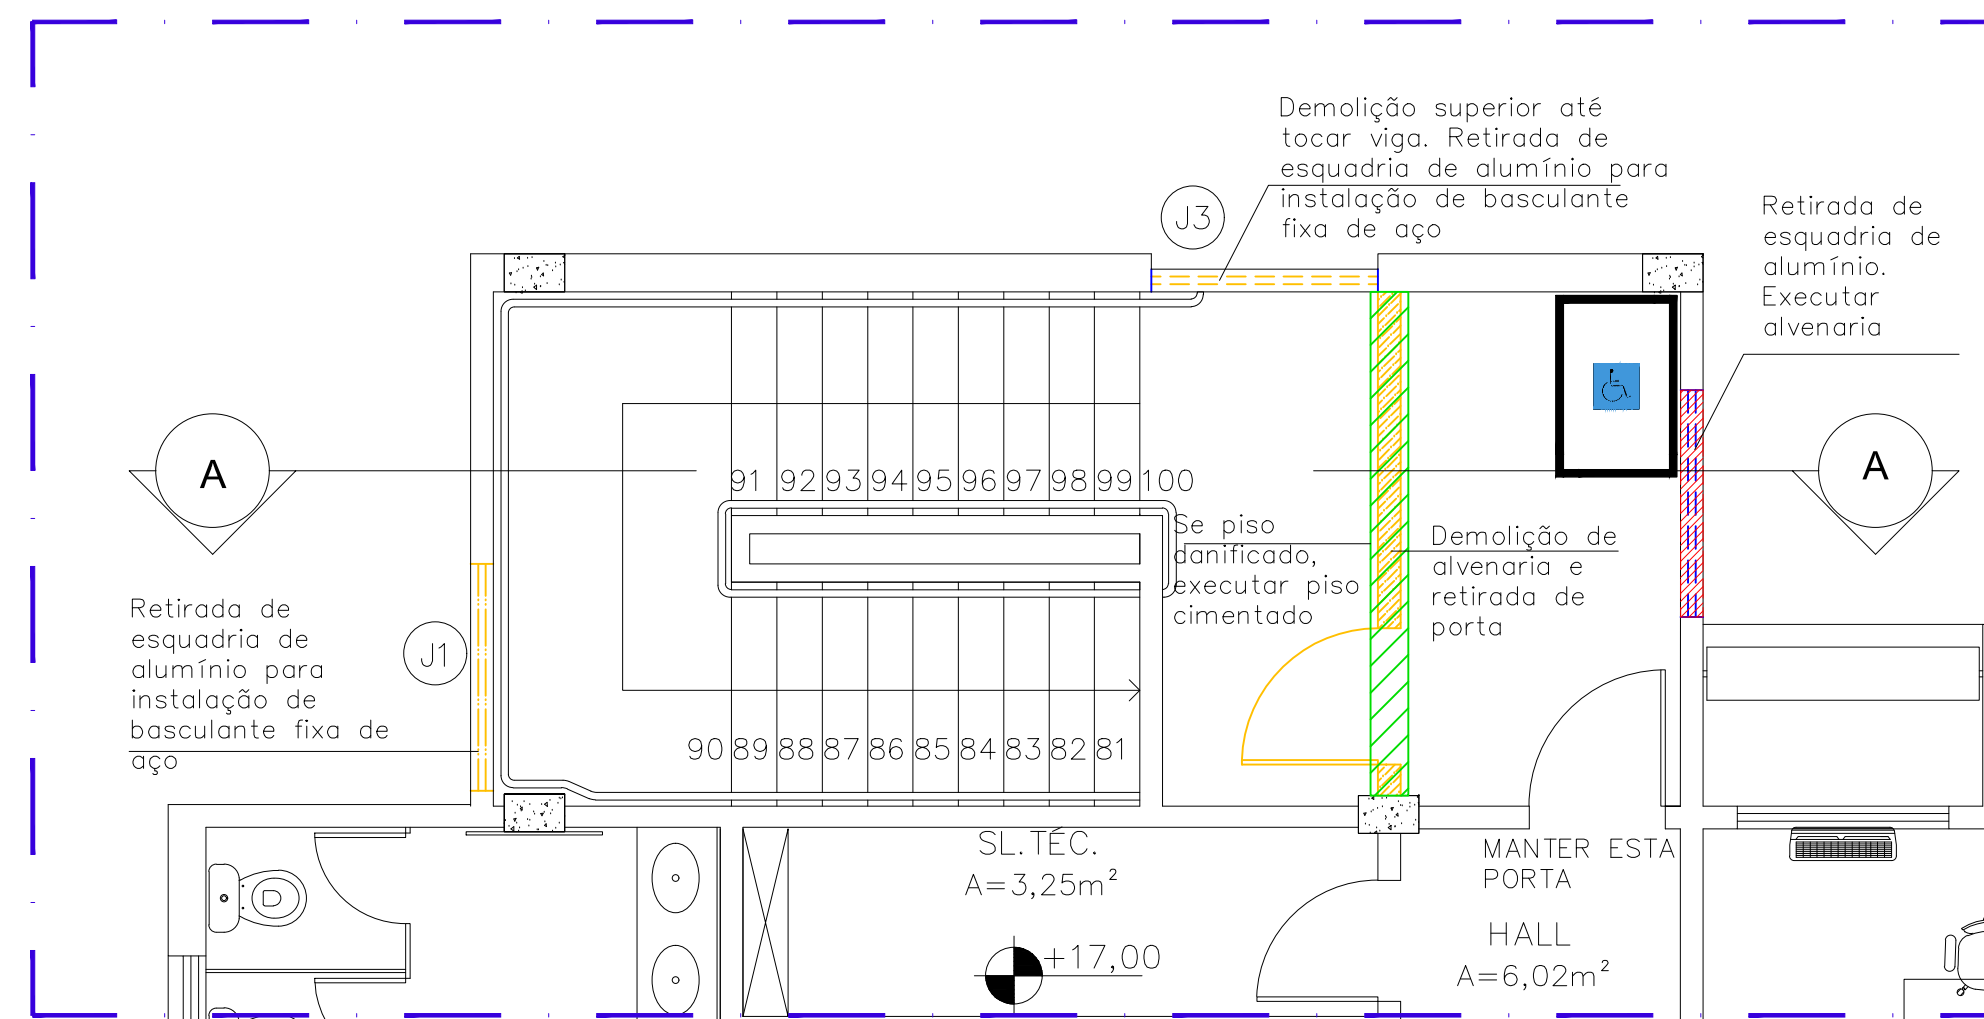 Demolição superior até
tocar viga. Retirada de
esquadria de alumínio para
instalação de basculante
fixa de aço
J3
Retirada de
esquadria de
alumínio.
Executar
alvenaria
A
A
91 92 93 94 95 96 97 98 99 100
Se piso
danificado,
executar piso
cimentado
Demolição de
alvenaria e
retirada de
porta
Retirada de
esquadria de
alumínio para
instalação de
basculante fixa de
aço
J1
90 89 88 87 86 85 84 83 82 81
SL.TÉC.
A=3,25m²
MANTER ESTA
PORTA
HALL
A=6,02m²
+17,00